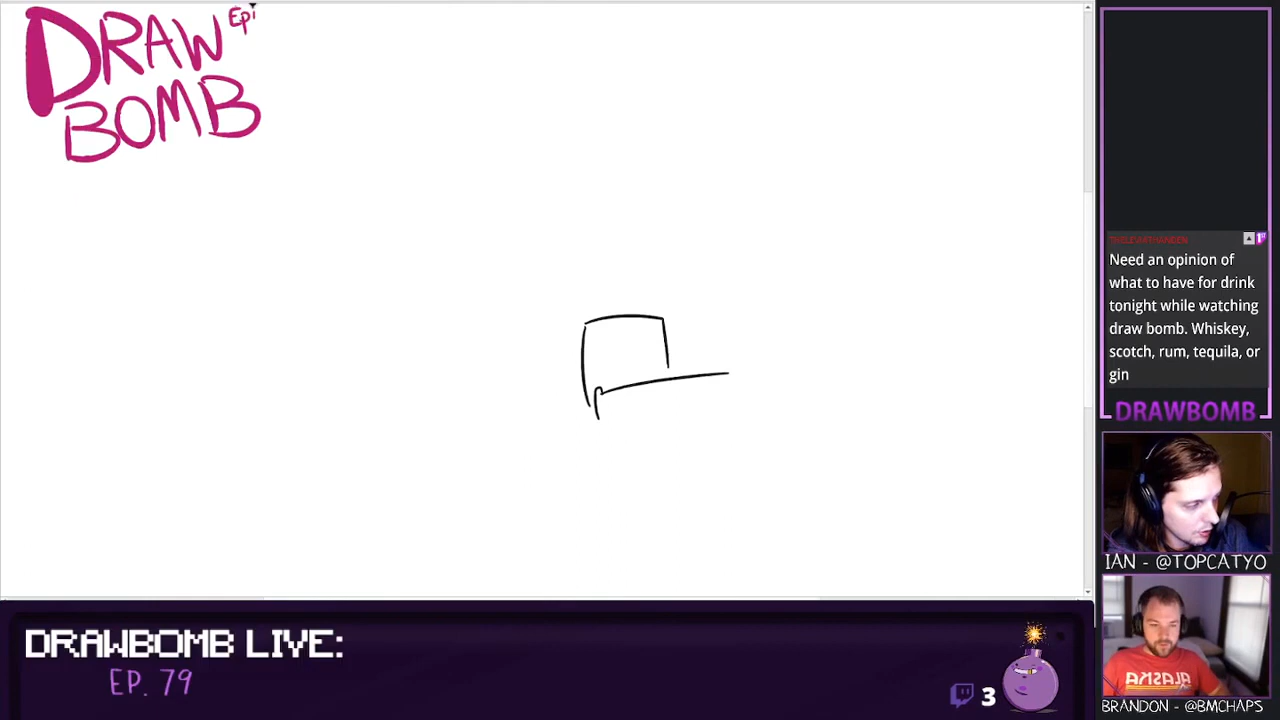 DRAW Epi
BOMB
Need an opinion of
what to have for drink
tonight while watching
draw bomb. Whiskey,
scotch, rum, tequila, or
gin
DRAWBOMB
IAN - @TOPCATYO
ALASKA
BRANDON - @BMCHAPS
DRAWBOMB LIVE:
EP. 79
3